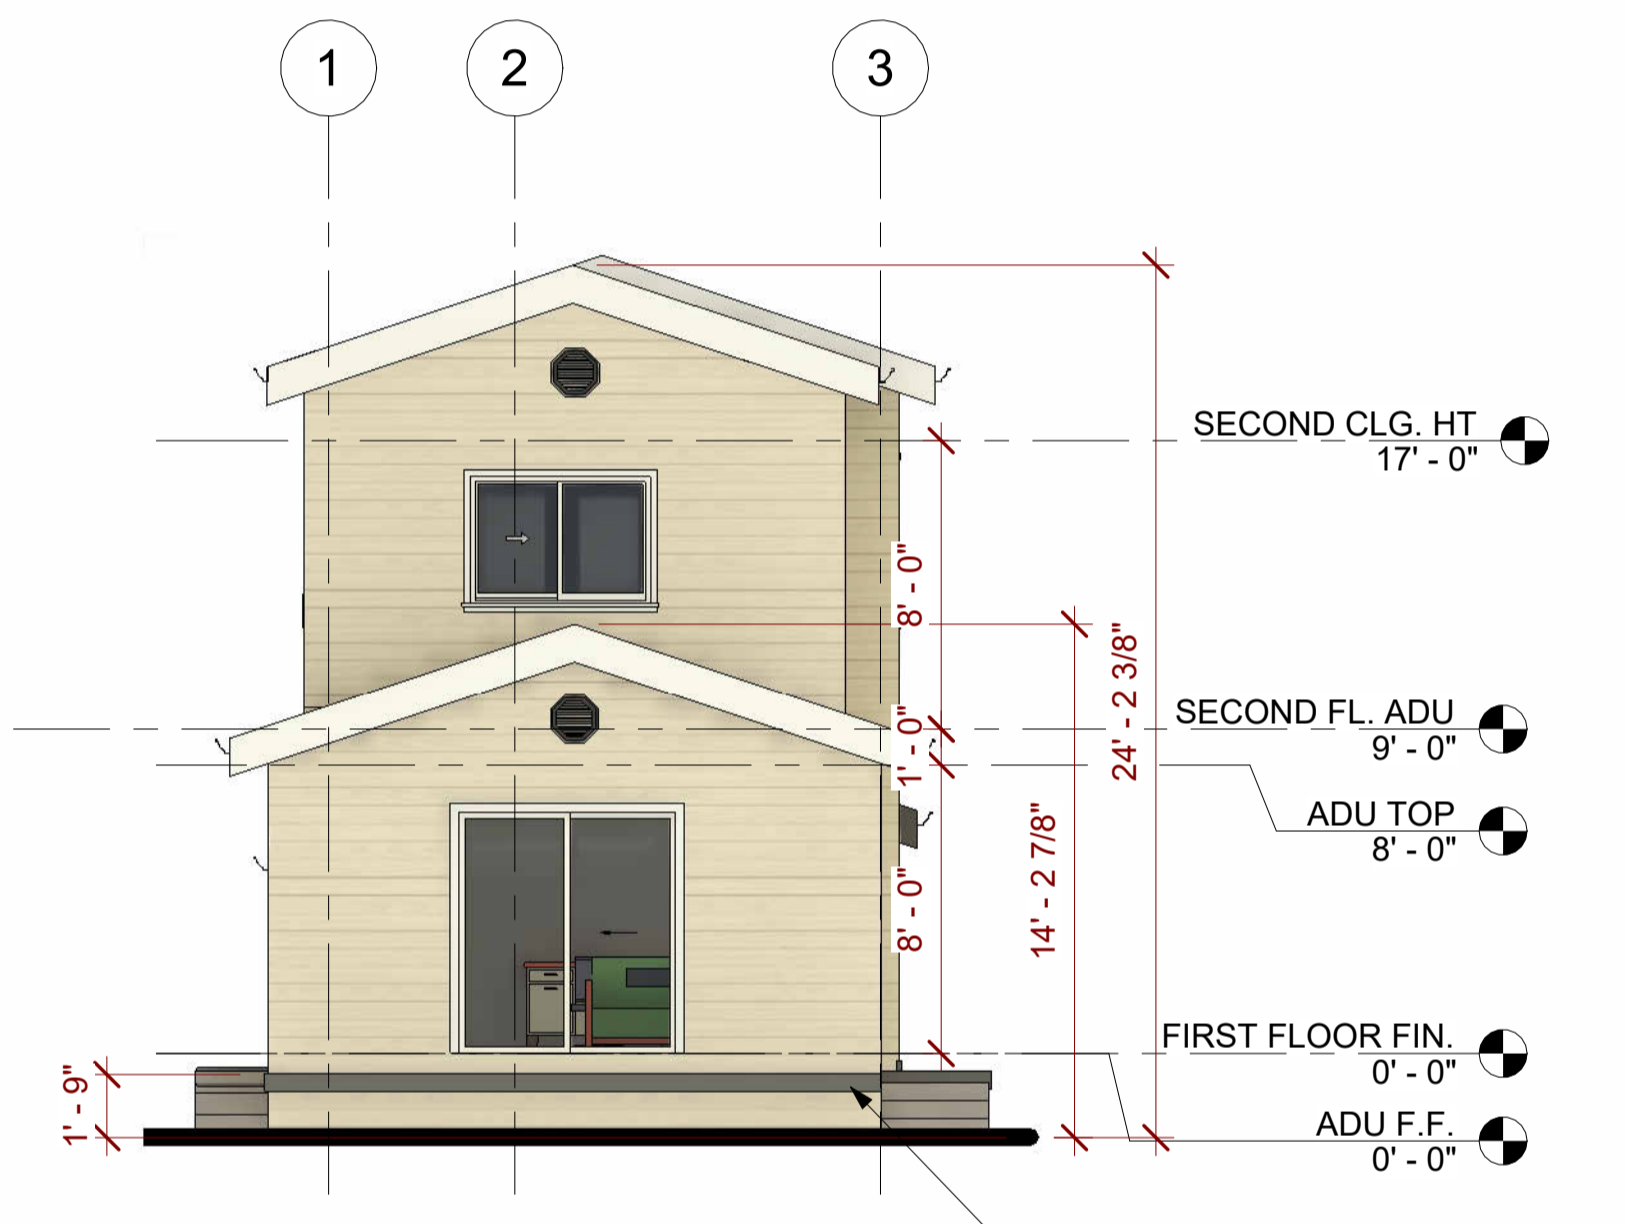 1
2
3
SECOND CLG. HT
17' - 0"
8' - 0"
24' - 2 3/8"
SECOND FL. ADU
9' - 0"
1' - 0"
ADU TOP
8' - 0"
14' - 2 7/8"
8' - 0"
FIRST FLOOR FIN.
0' - 0"
1' - 9"
ADU F.F.
0' - 0"